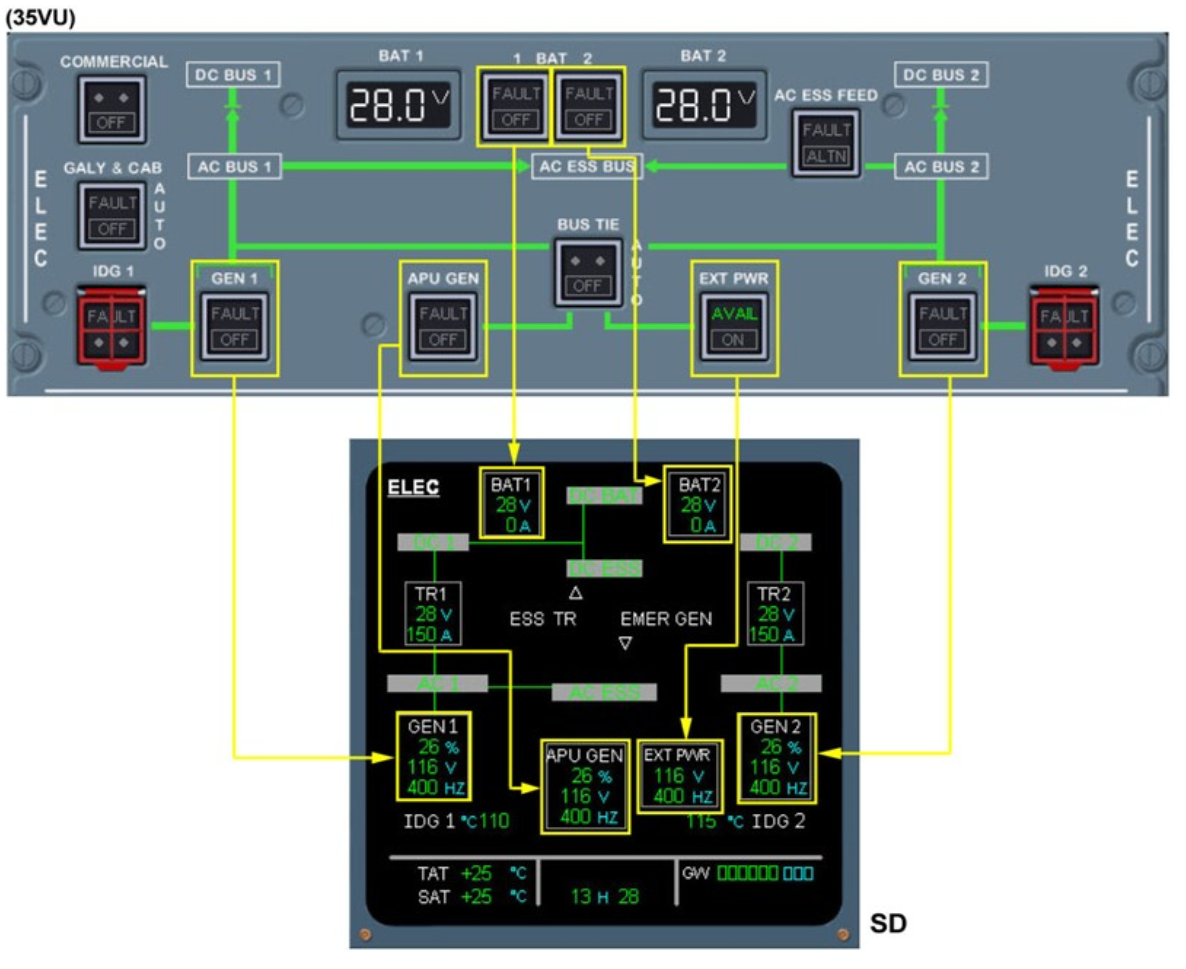 (35VU)
COMMERCIAL
OFF
DC BUS 1
BAT 1
28.0 V
1 BAT 2
FAULT
OFF
FAULT
OFF
BAT 2
28.0 V
DC BUS 2
AC ESS FEED
FAULT
ALTN
GALY & CAB
FAULT
OFF
AUTO
AC BUS 1
AC ESS BUS
AC BUS 2
ELEC
ELEC
BUS TIE
OFF
AUTO
IDG 1
FAULT
GEN 1
FAULT
OFF
APU GEN
FAULT
OFF
EXT PWR
AVAIL
ON
GEN 2
FAULT
OFF
IDG 2
FAULT
ELEC
BAT1
28 V
0 A
DC BAT
BAT2
28 V
0 A
DC 1
DC 2
DC ESS
TR1
28 V
150 A
ESS TR
EMER GEN
TR2
28 V
150 A
AC 1
AC ESS
AC 2
GEN 1
26 %
116 V
400 HZ
APU GEN
26 %
116 V
400 HZ
EXT PWR
116 V
400 HZ
GEN 2
26 %
116 V
400 HZ
IDG 1 °C 110
115 °C IDG 2
TAT +25 °C
SAT +25 °C
13 H 28
GW
SD